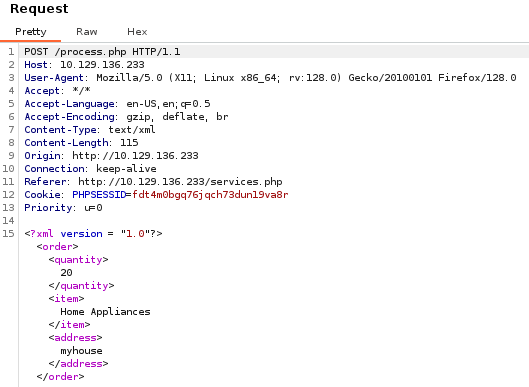 Request
Pretty Raw Hex
1 POST /process.php HTTP/1.1
2 Host: 10.129.136.233
3 User-Agent: Mozilla/5.0 (X11; Linux x86_64; rv:128.0) Gecko/20100101 Firefox/128.0
4 Accept: */*
5 Accept-Language: en-US,en;q=0.5
6 Accept-Encoding: gzip, deflate, br
7 Content-Type: text/xml
8 Content-Length: 115
9 Origin: http://10.129.136.233
10 Connection: keep-alive
11 Referer: http://10.129.136.233/services.php
12 Cookie: PHPSESSID=fdt4m0bgq76jqch73dun19va8r
13 Priority: u=0
14
15 <?xml version = "1.0"?>
<order>
<quantity>
20
</quantity>
<item>
Home Appliances
</item>
<address>
myhouse
</address>
</order>